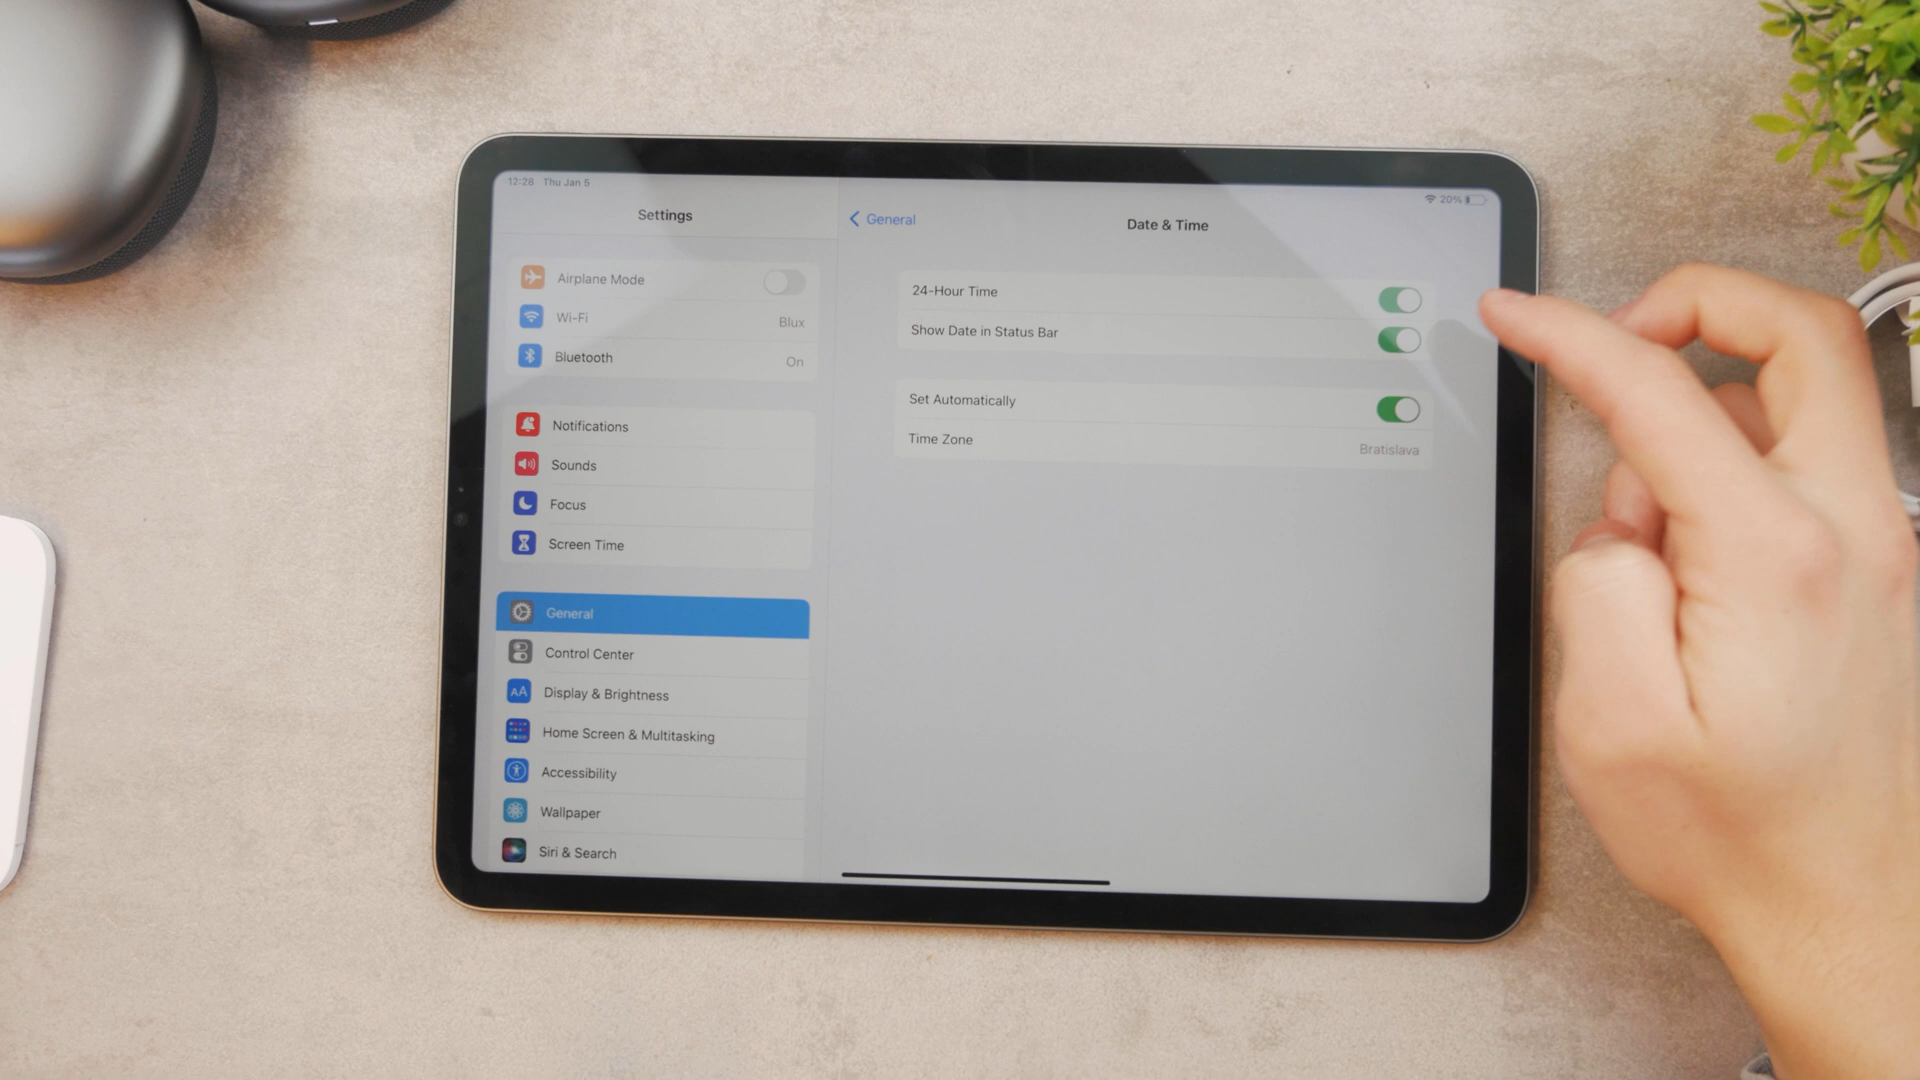 12:28 Thu Jan 5
20%
Settings
Airplane Mode
Wi-Fi
Blux
Bluetooth
On
Notifications
Sounds
Focus
Screen Time
General
Control Center
AA Display & Brightness
Home Screen & Multitasking
Accessibility
Wallpaper
Siri & Search
General
Date & Time
24-Hour Time
Show Date in Status Bar
Set Automatically
Time Zone
Bratislava